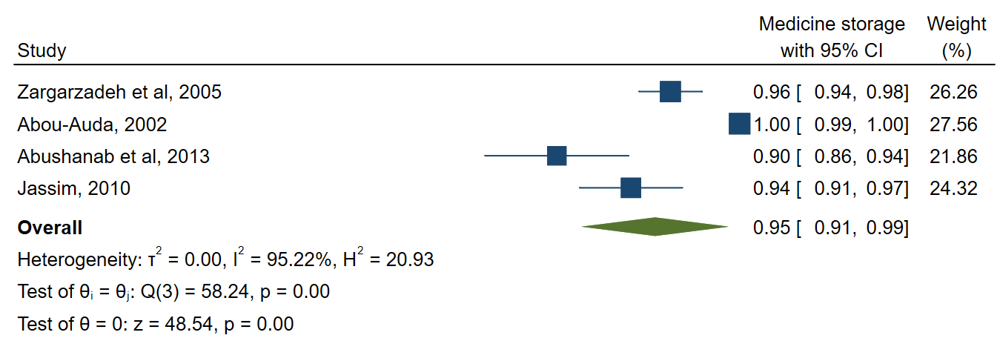 Medicine storage Weight
Study with 95% CI (%)
Zargarzadeh et al, 2005 0.96 [ 0.94, 0.98] 26.26
Abou-Auda, 2002 1.00 [ 0.99, 1.00] 27.56
Abushanab et al, 2013 0.90 [ 0.86, 0.94] 21.86
Jassim, 2010 0.94 [ 0.91, 0.97] 24.32
Overall 0.95 [ 0.91, 0.99]
Heterogeneity: τ² = 0.00, I² = 95.22%, H² = 20.93
Test of θᵢ = θⱼ: Q(3) = 58.24, p = 0.00
Test of θ = 0: z = 48.54, p = 0.00